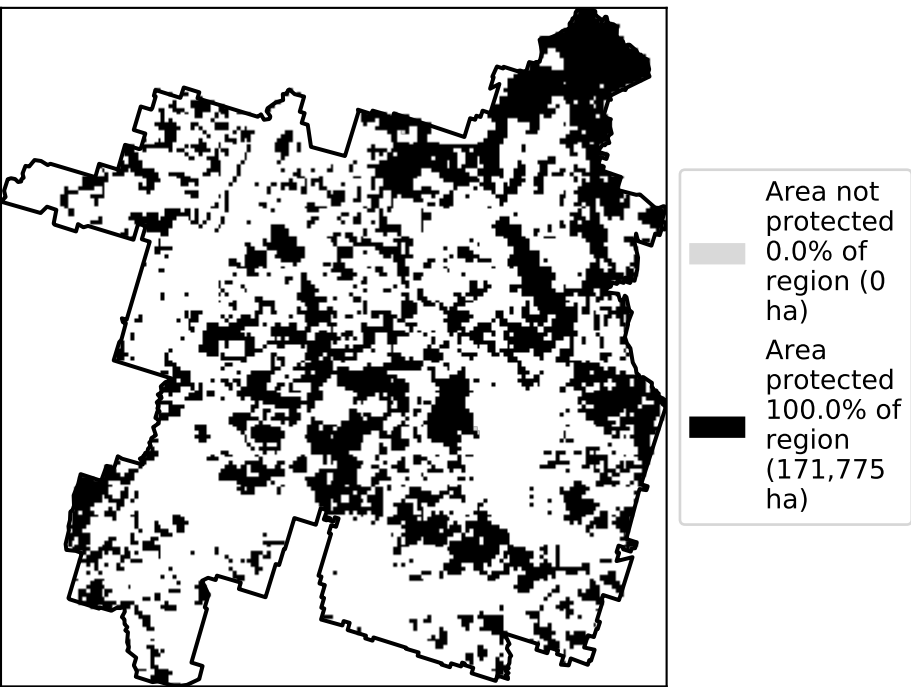 Area not
protected
0.0% of
region (0
ha)
Area
protected
100.0% of
region
(171,775
ha)